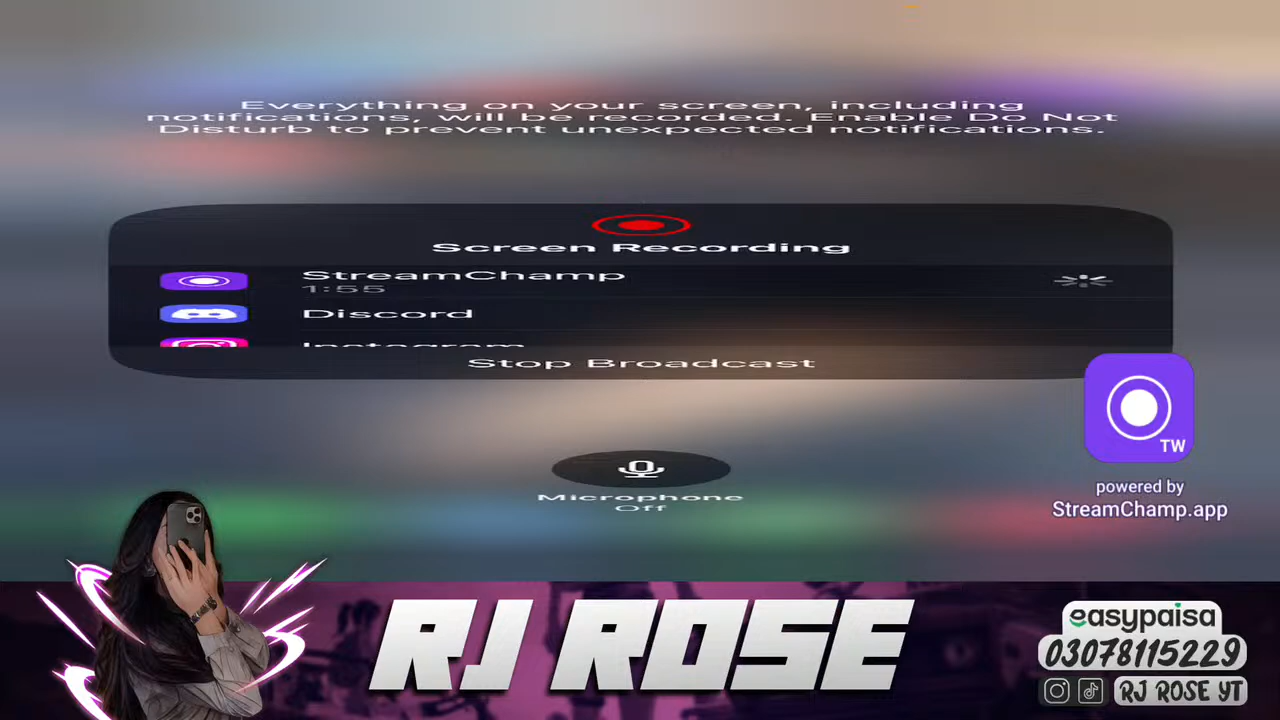 Everything on your screen, including
notifications, will be recorded. Enable Do Not
Disturb to prevent unexpected notifications.
Screen Recording
StreamChamp
1:55
Discord
Instagram
Stop Broadcast
Microphone
Off
TW
powered by
StreamChamp.app
RJ ROSE
easypaisa
03078115229
RJ ROSE YT